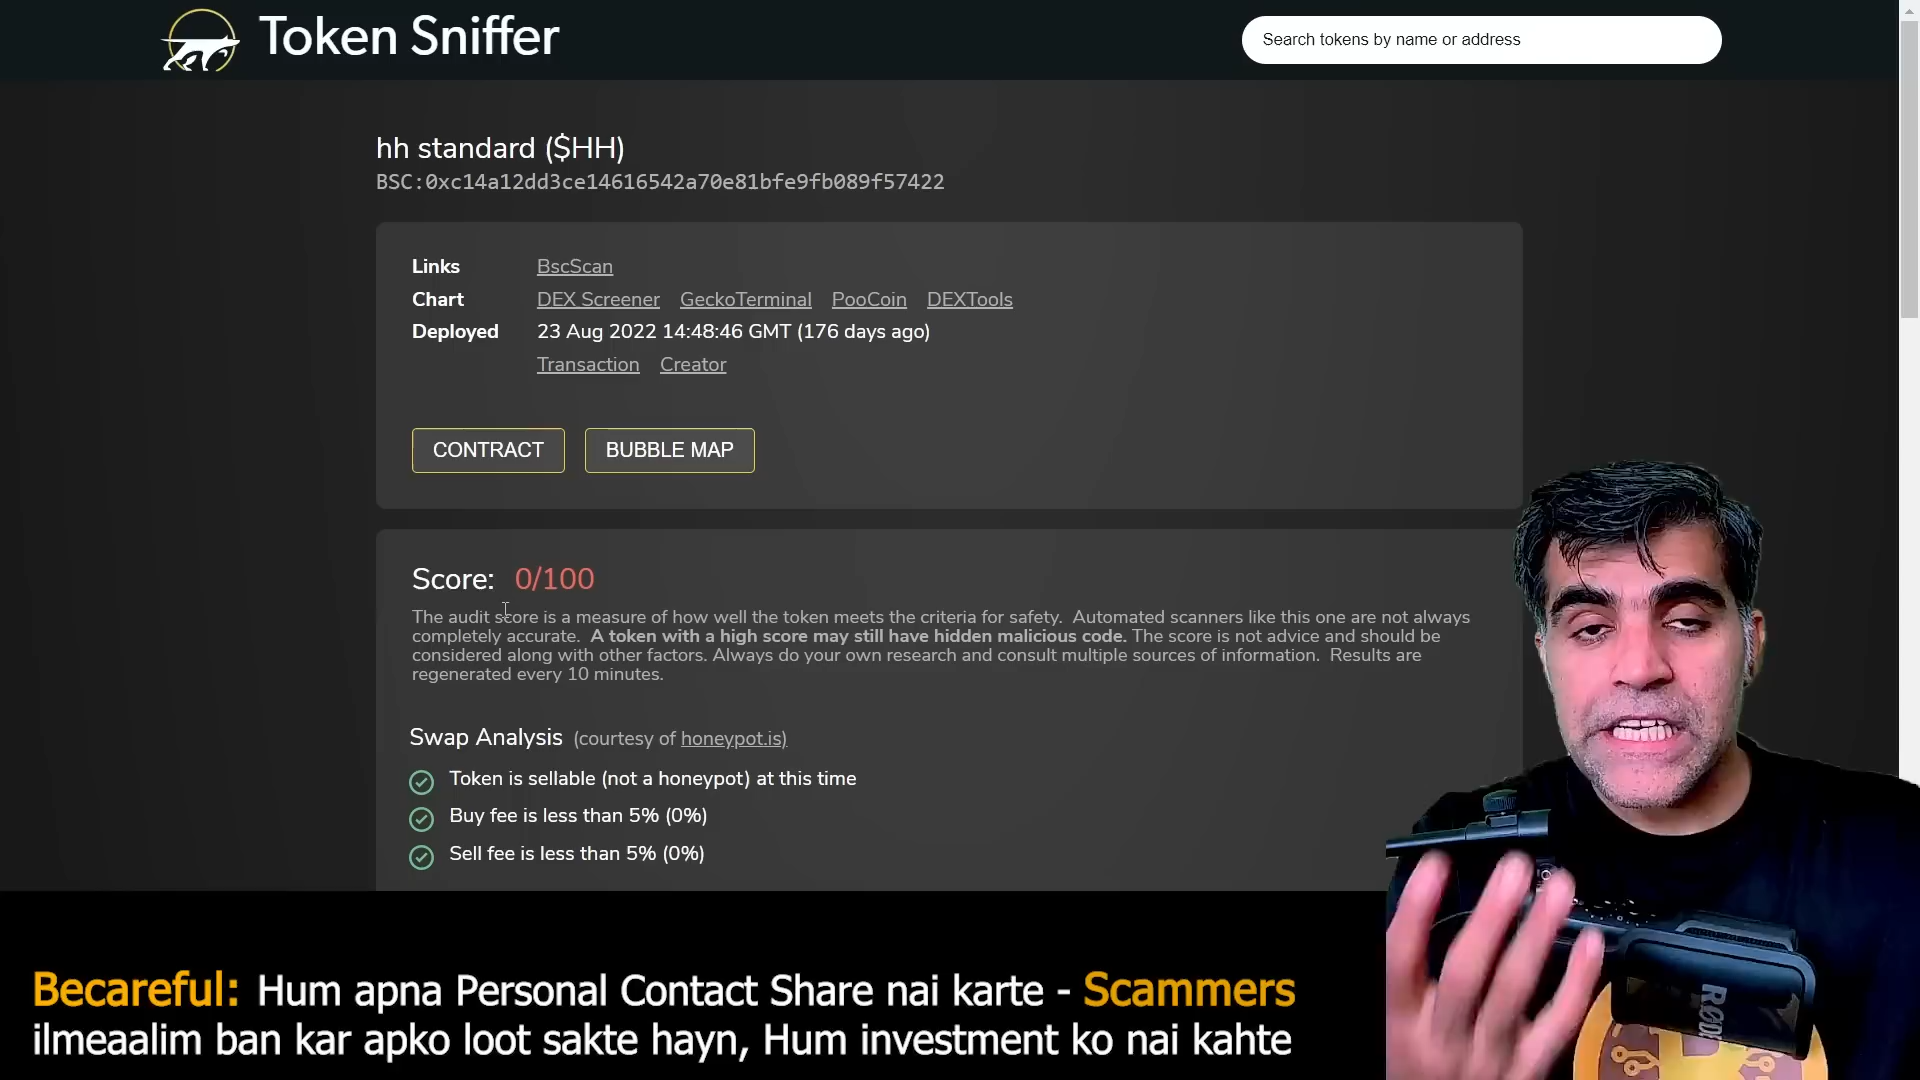 Token Sniffer
Search tokens by name or address
hh standard ($HH)
BSC:0xc14a12dd3ce14616542a70e81bfe9fb089f57422
Links BscScan
Chart DEX Screener GeckoTerminal PooCoin DEXTools
Deployed 23 Aug 2022 14:48:46 GMT (176 days ago)
Transaction Creator
CONTRACT BUBBLE MAP
Score: 0/100
The audit score is a measure of how well the token meets the criteria for safety. Automated scanners like this one are not always
completely accurate. A token with a high score may still have hidden malicious code. The score is not advice and should be
considered along with other factors. Always do your own research and consult multiple sources of information. Results are
regenerated every 10 minutes.
Swap Analysis (courtesy of honeypot.is)
Token is sellable (not a honeypot) at this time
Buy fee is less than 5% (0%)
Sell fee is less than 5% (0%)
Becareful: Hum apna Personal Contact Share nai karte - Scammers
ilmeaalim ban kar apko loot sakte hayn, Hum investment ko nai kahte
RØDE